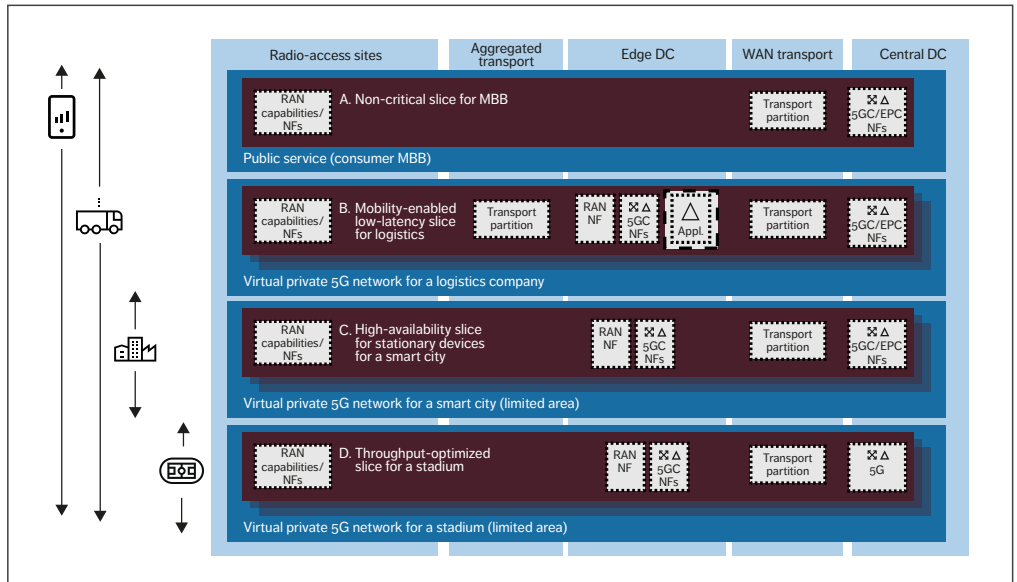 Radio-access sites
Aggregated
transport
Edge DC
WAN transport
Central DC
RAN
capabilities/
NFs
A. Non-critical slice for MBB
Transport
partition
5GC/EPC
NFs
Public service (consumer MBB)
RAN
capabilities/
NFs
B. Mobility-enabled
low-latency slice
for logistics
Transport
partition
RAN
NF
5GC
NFs
Appl.
Transport
partition
5GC/EPC
NFs
Virtual private 5G network for a logistics company
RAN
capabilities/
NFs
C. High-availability slice
for stationary devices
for a smart city
RAN
NF
5GC
NFs
Transport
partition
5GC/EPC
NFs
Virtual private 5G network for a smart city (limited area)
RAN
capabilities/
NFs
D. Throughput-optimized
slice for a stadium
RAN
NF
5GC
NFs
Transport
partition
5G
Virtual private 5G network for a stadium (limited area)